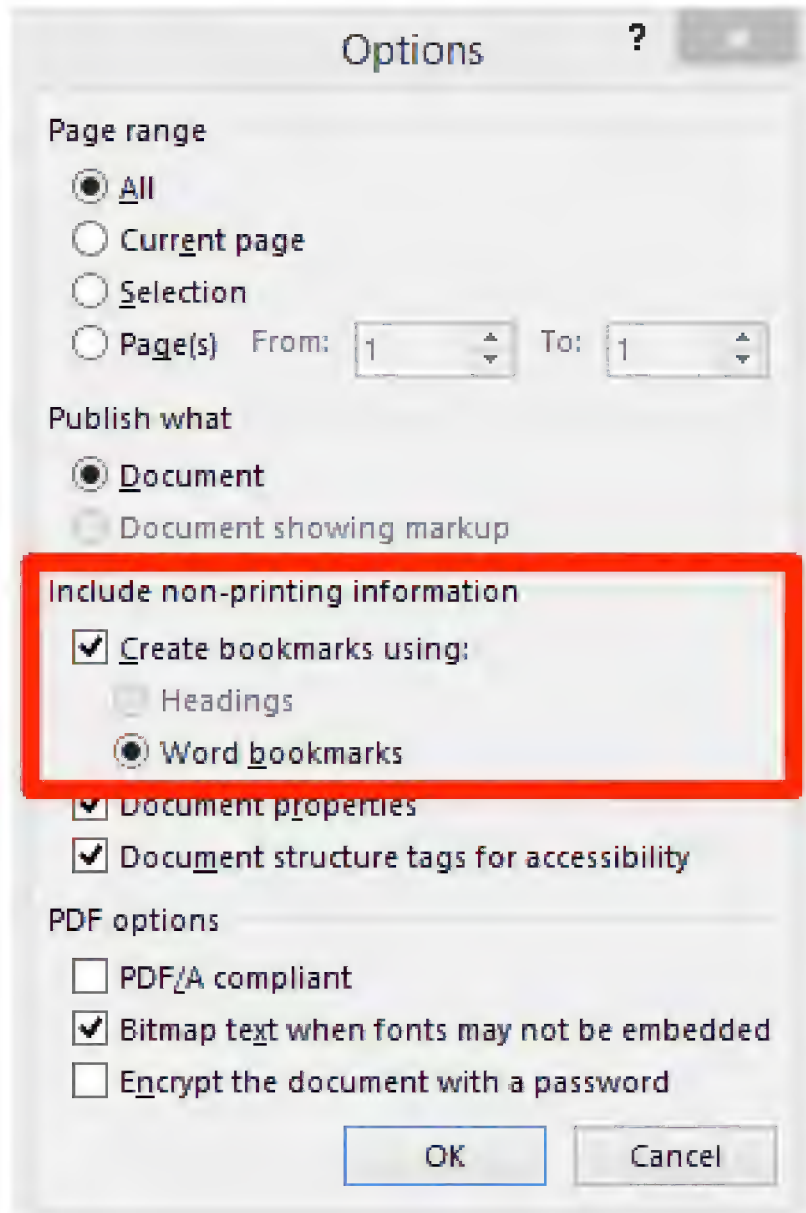 Options ?
Page range
All
Current page
Selection
Page(s) From: 1 To: 1
Publish what
Document
Document showing markup
Include non-printing information
Create bookmarks using:
Headings
Word bookmarks
Document properties
Document structure tags for accessibility
PDF options
PDF/A compliant
Bitmap text when fonts may not be embedded
Encrypt the document with a password
OK Cancel